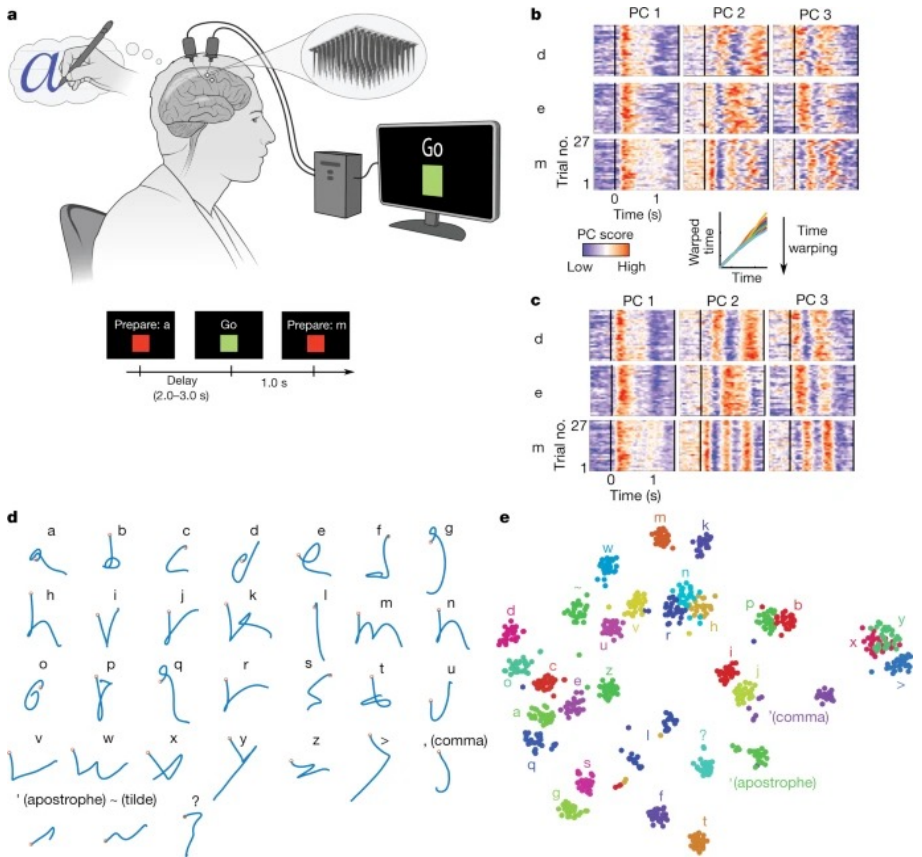 a
a
Go
Prepare: a
Go
Prepare: m
Delay
(2.0–3.0 s)
1.0 s
b
PC 1 PC 2 PC 3
d
e
m
Trial no.
27
1
0 1
Time (s)
PC score
Low High
Warped
time
Time
Time
warping
c
PC 1 PC 2 PC 3
d
e
m
Trial no.
27
1
0 1
Time (s)
d
a b c d e f g
h i j k l m n
o p q r s t u
v w x y z > , (comma)
' (apostrophe) ~ (tilde) ?
e
m k
w
n
~ v r h p b
d u y
x
>
o c e z i j
a '(comma)
q l ?
s '(apostrophe)
g f
t